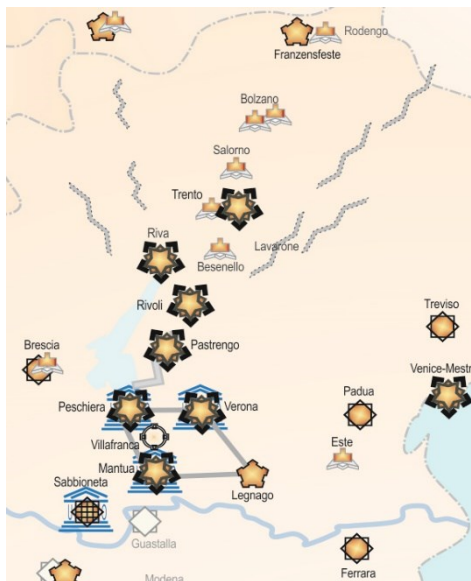 Rodengo
Franzensfeste
Bolzano
Salorno
Trento
Riva
Lavarone
Besenello
Rivoli
Treviso
Pastrengo
Brescia
Venice-Mestr
Peschiera
Verona
Padua
Villafranca
Este
Mantua
Sabbioneta
Legnago
Guastalla
Ferrara
Modena